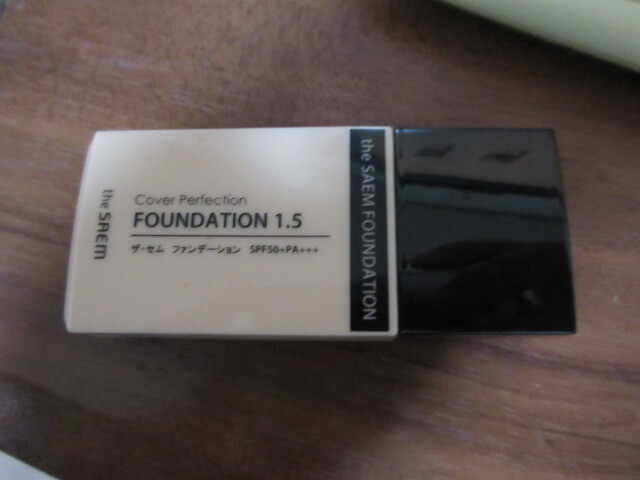 the SAEM
Cover Perfection
FOUNDATION 1.5
ザ・セム ファンデーション SPF50+PA+++
the SAEM FOUNDATION